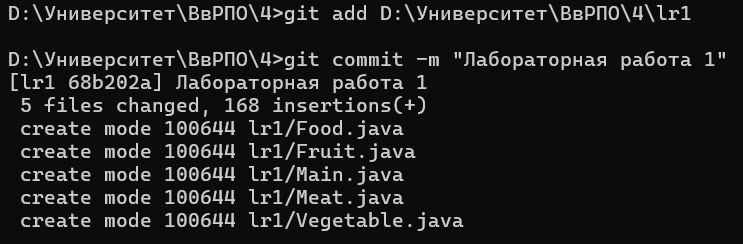 D:\Университет\ВвРПО\4>git add D:\Университет\ВвРПО\4\lr1
D:\Университет\ВвРПО\4>git commit -m "Лабораторная работа 1"
[lr1 68b202a] Лабораторная работа 1
 5 files changed, 168 insertions(+)
 create mode 100644 lr1/Food.java
 create mode 100644 lr1/Fruit.java
 create mode 100644 lr1/Main.java
 create mode 100644 lr1/Meat.java
 create mode 100644 lr1/Vegetable.java